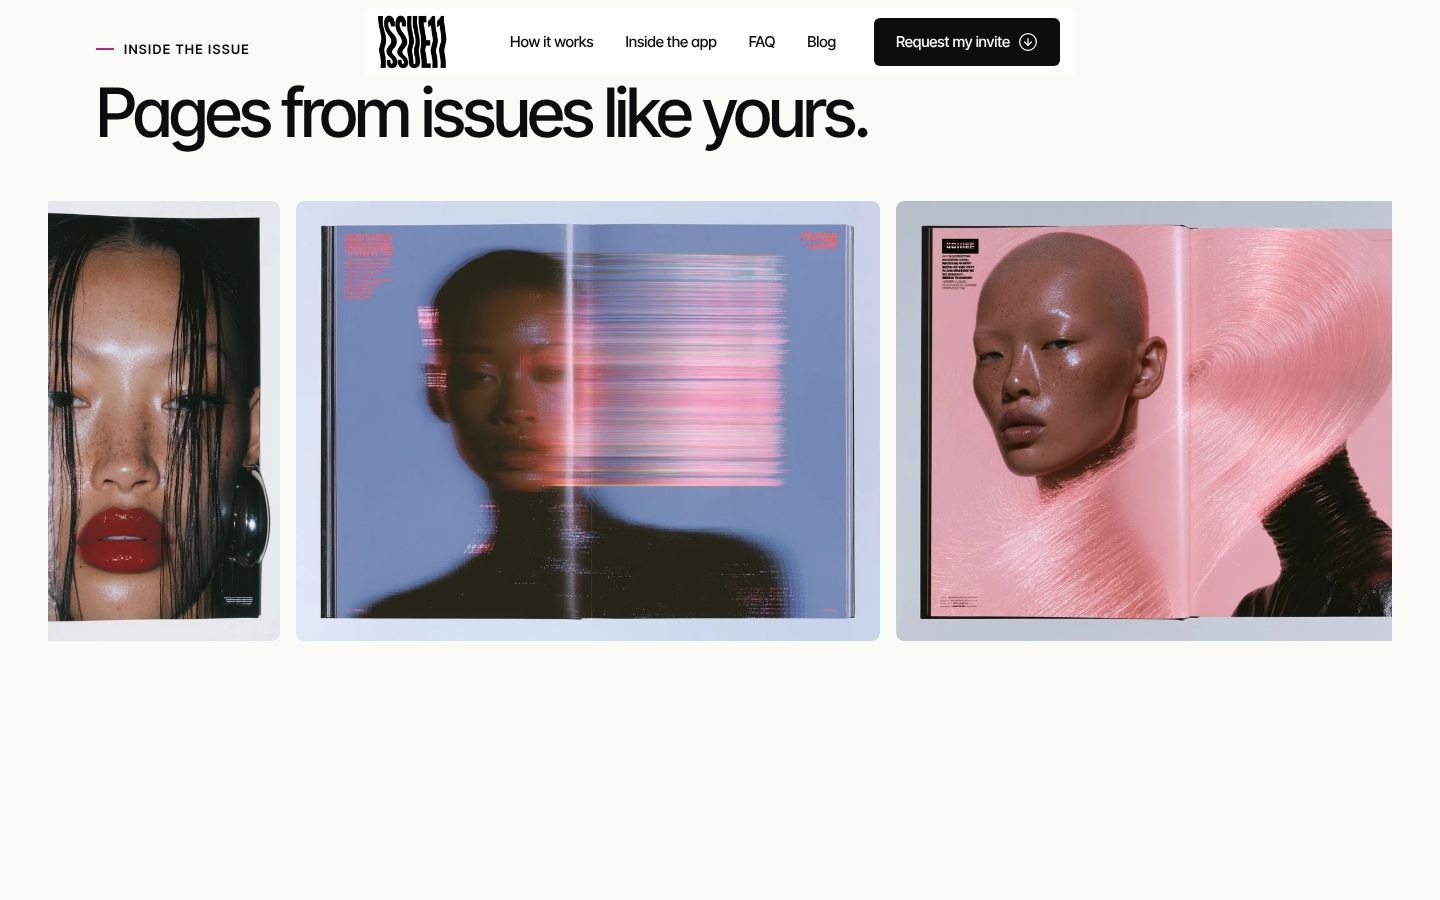 ISSUE11
How it works
Inside the app
FAQ
Blog
Request my invite
INSIDE THE ISSUE
Pages from issues like yours.